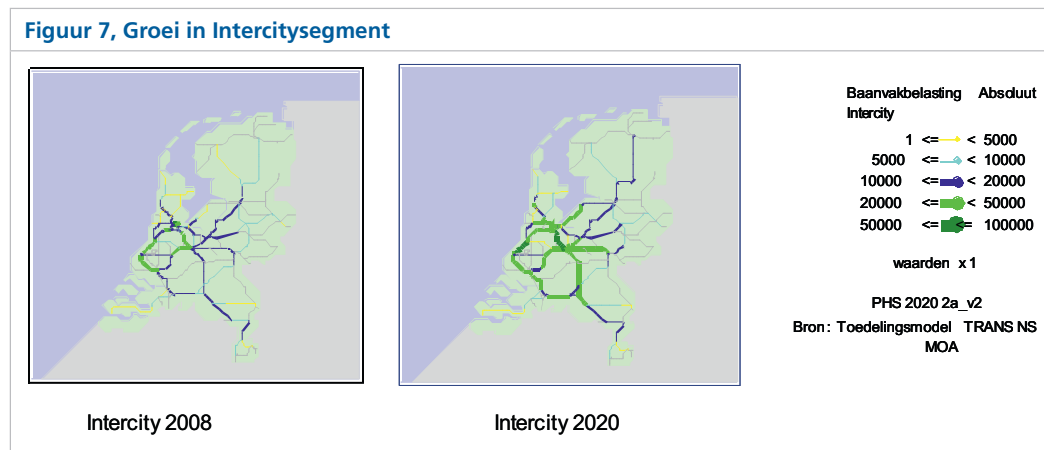 Figuur 7, Groei in Intercitysegment
Baanvakbelasting Absoluut
Intercity
1 <= < 5000
5000 <= < 10000
10000 <= < 20000
20000 <= < 50000
50000 <= <= 100000
waarden x 1
PHS 2020 2a_v2
Bron: Toedelingsmodel TRANS NS
MOA
Intercity 2008
Intercity 2020